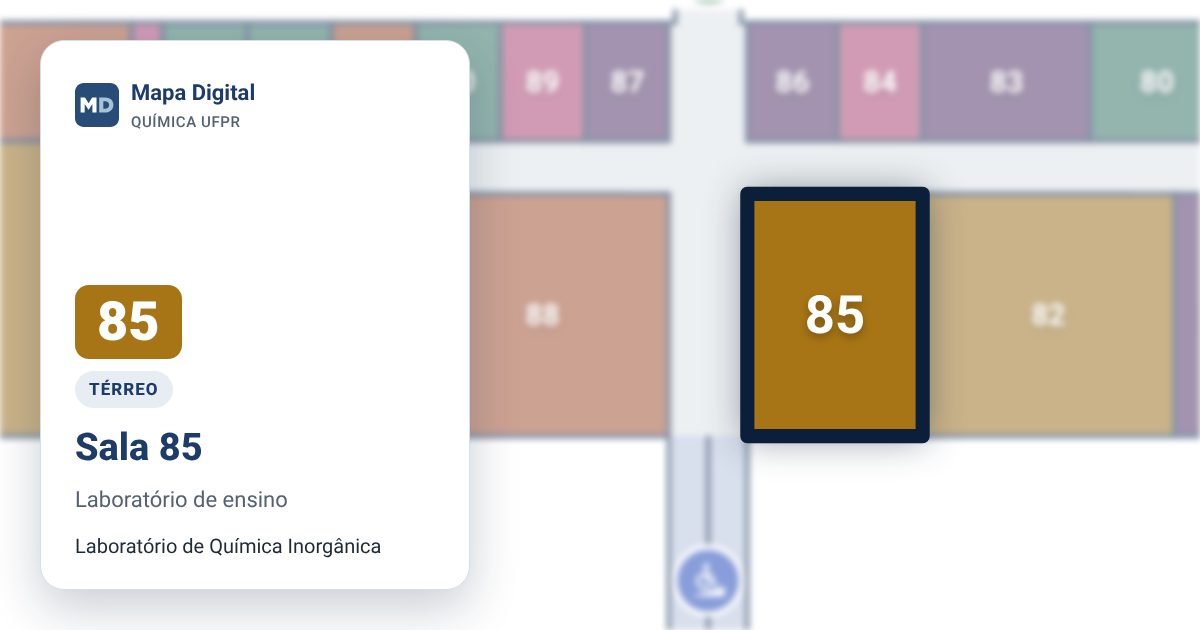 MD
Mapa Digital
QUÍMICA UFPR
85
TÉRREO
Sala 85
Laboratório de ensino
Laboratório de Química Inorgânica
89
87
86
84
83
80
88
85
82